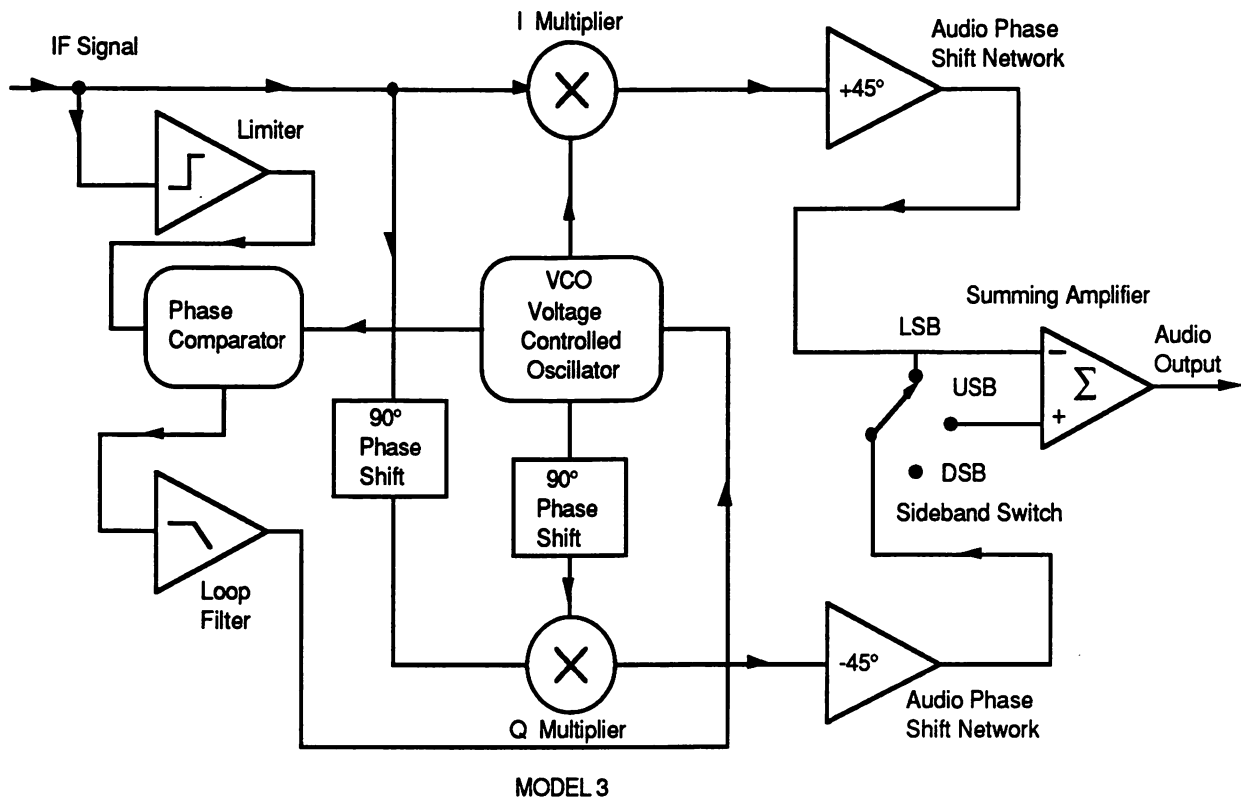 I Multiplier
IF Signal
Audio Phase
Shift Network
+45°
Limiter
VCO
Voltage
Controlled
Oscillator
Phase
Comparator
Summing Amplifier
LSB
Audio
Output
USB
−
Σ
+
90°
Phase
Shift
90°
Phase
Shift
DSB
Sideband Switch
Loop
Filter
-45°
Audio Phase
Shift Network
Q Multiplier
MODEL 3